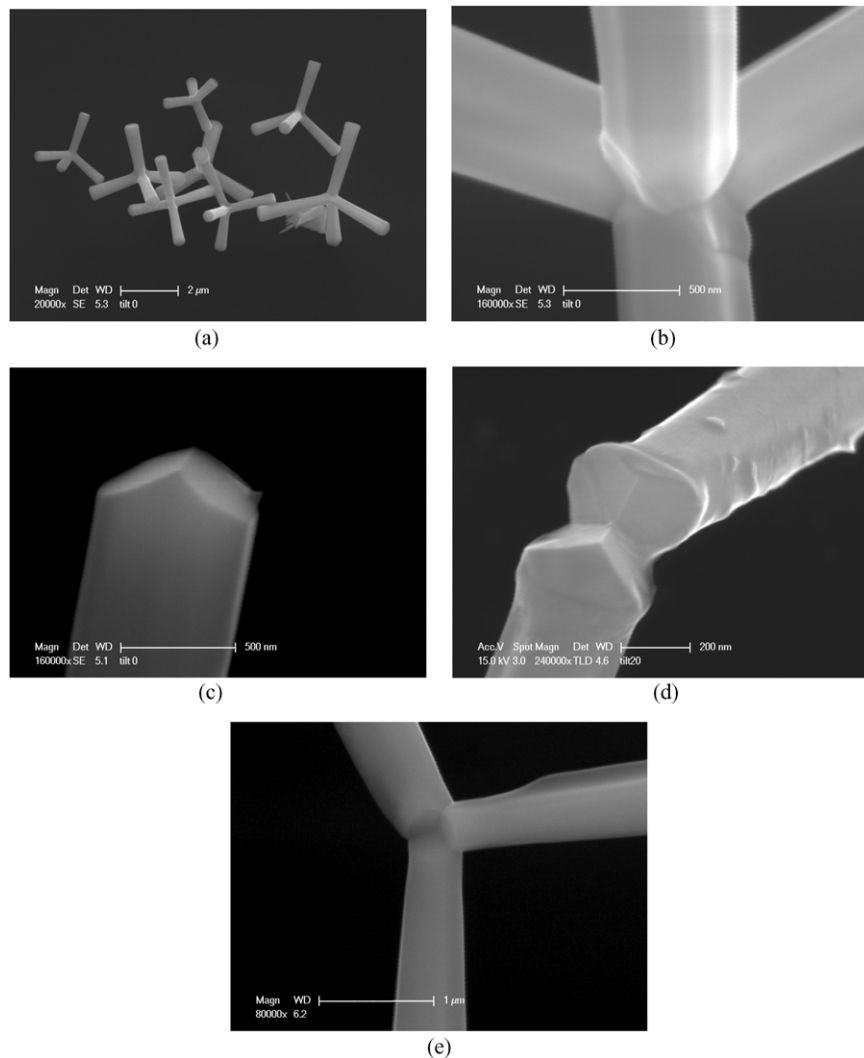 Magn Det WD 2 μm
20000x SE 5.3 tilt 0
(a)
Magn Det WD 500 nm
160000x SE 5.3 tilt 0
(b)
Magn Det WD 500 nm
160000x SE 5.1 tilt 0
(c)
Acc.V Spot Magn Det WD 200 nm
15.0 kV 3.0 240000x TLD 4.6 tilt20
(d)
Magn WD 1 μm
80000x 6.2
(e)